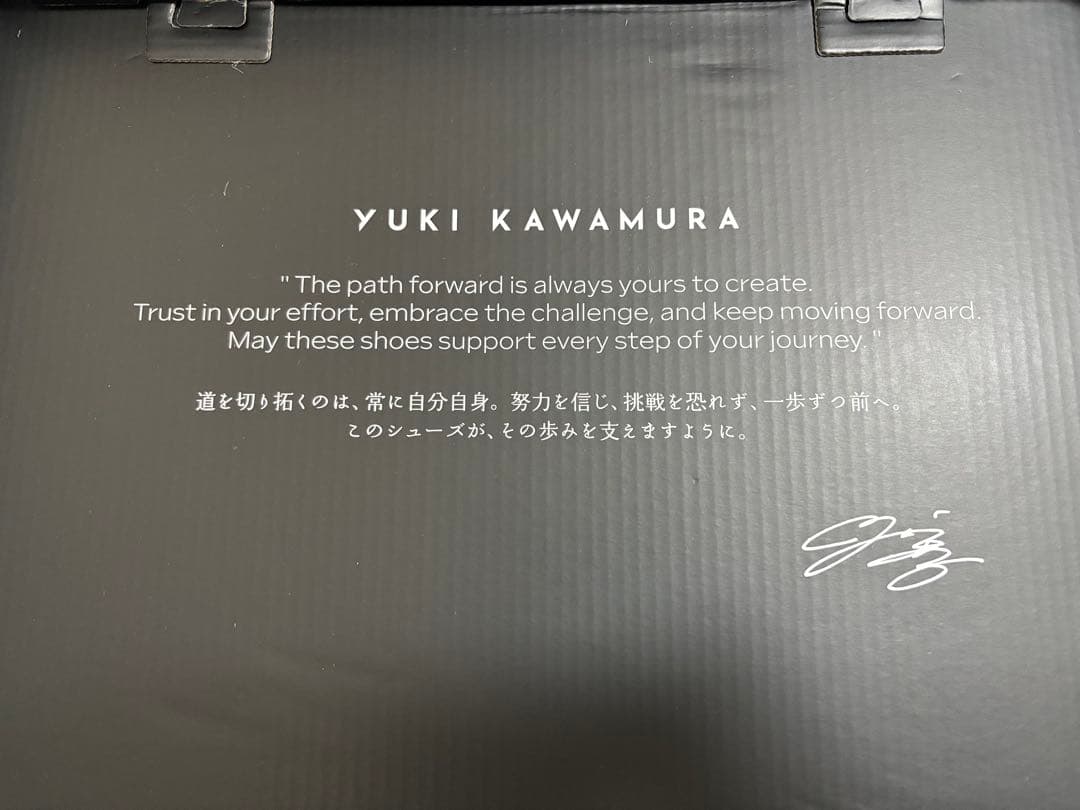 YUKI KAWAMURA
" The path forward is always yours to create.
Trust in your effort, embrace the challenge, and keep moving forward.
May these shoes support every step of your journey. "
道を切り拓くのは、常に自分自身。努力を信じ、挑戦を恐れず、一歩ずつ前へ。
このシューズが、その歩みを支えますように。